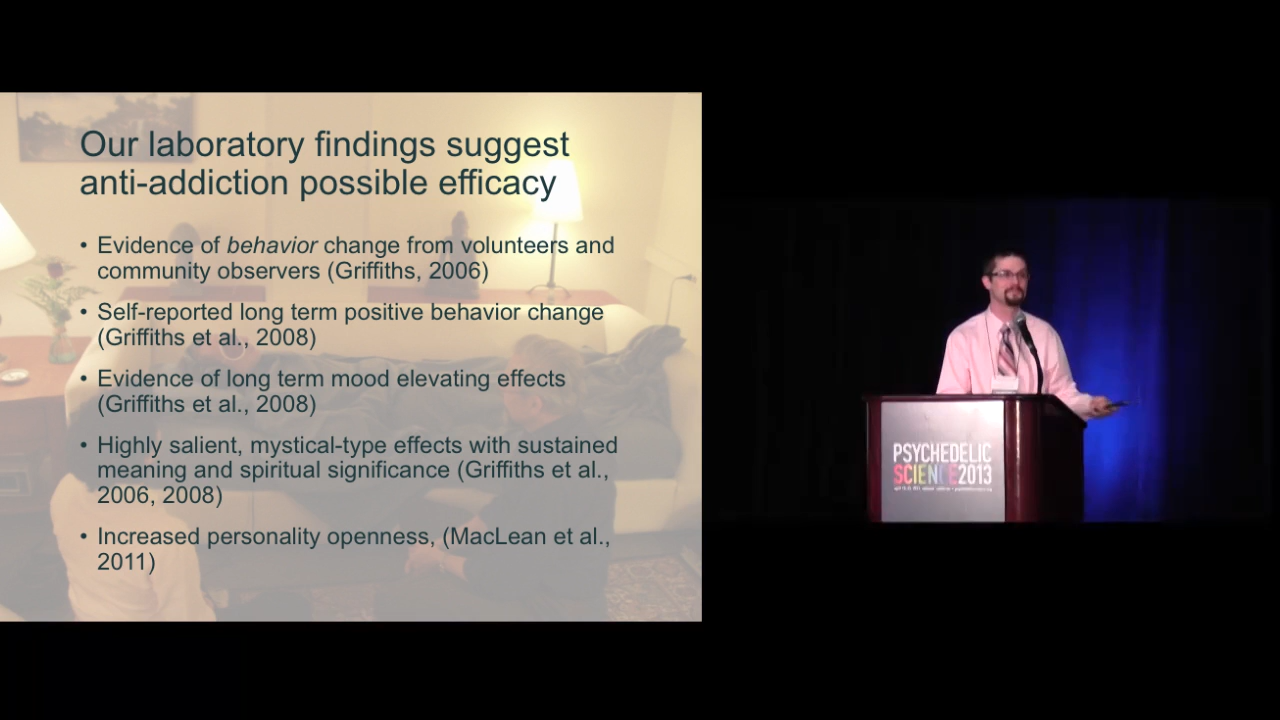 Our laboratory findings suggest
anti-addiction possible efficacy
• Evidence of behavior change from volunteers and
community observers (Griffiths, 2006)
• Self-reported long term positive behavior change
(Griffiths et al., 2008)
• Evidence of long term mood elevating effects
(Griffiths et al., 2008)
• Highly salient, mystical-type effects with sustained
meaning and spiritual significance (Griffiths et al.,
2006, 2008)
• Increased personality openness, (MacLean et al.,
2011)
PSYCHEDELIC
SCIENCE2013